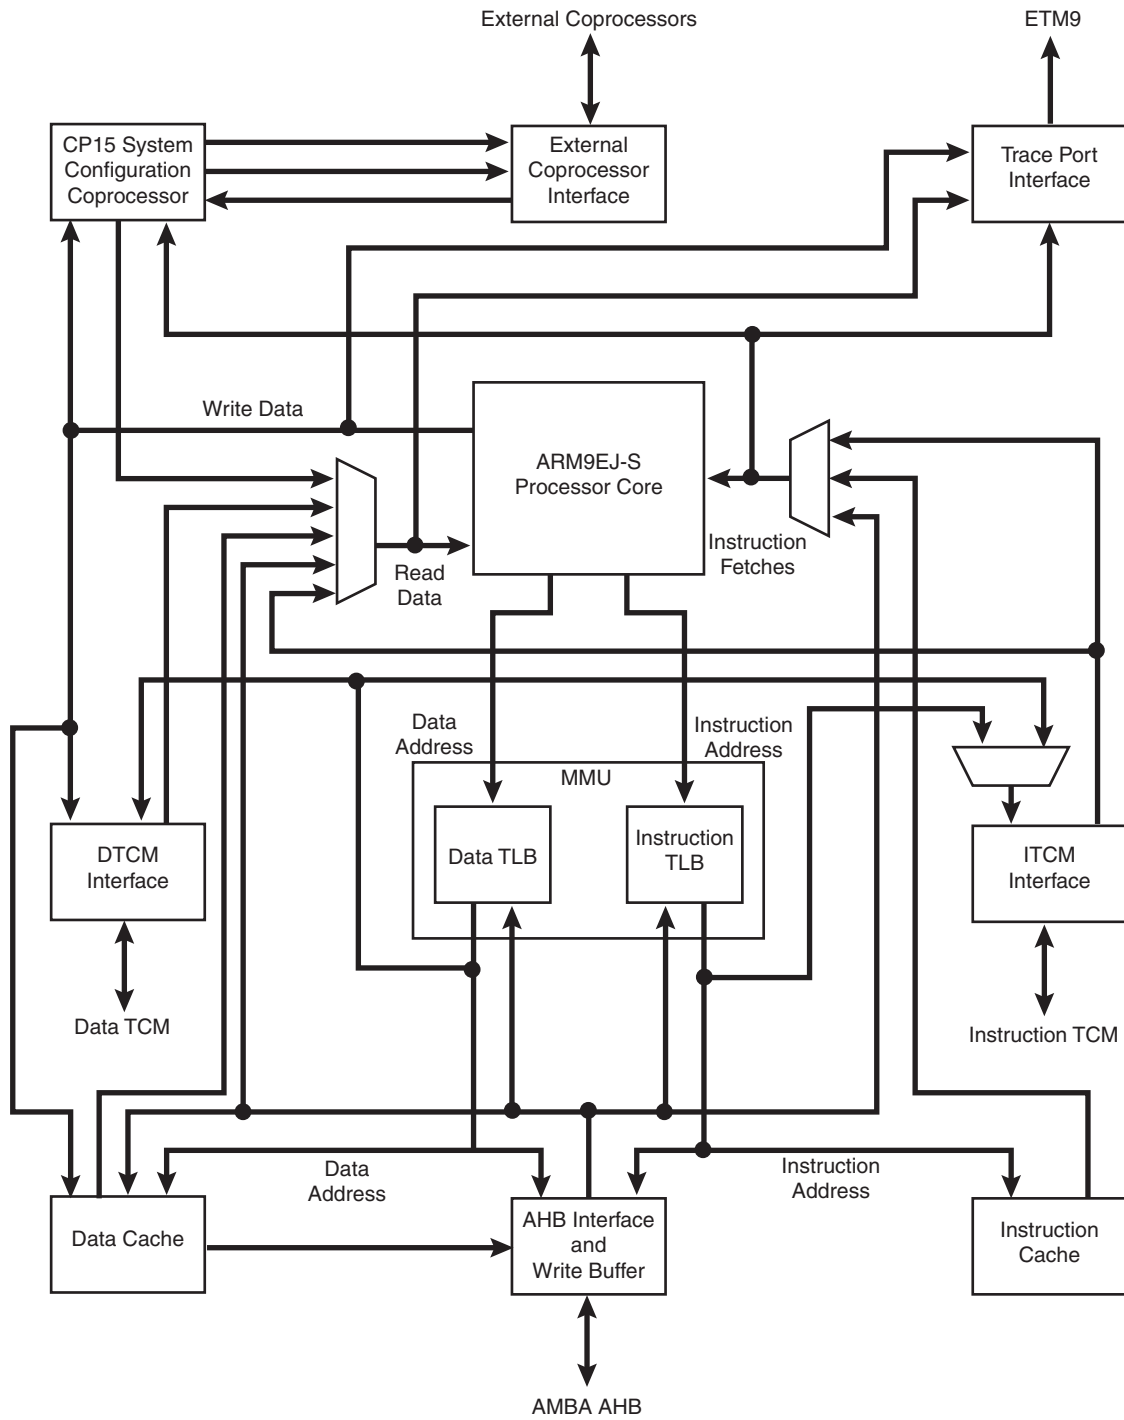 External Coprocessors
ETM9
CP15 System
Configuration
Coprocessor
External
Coprocessor
Interface
Trace Port
Interface
Write Data
ARM9EJ-S
Processor Core
Instruction
Fetches
Read
Data
Data
Address
Instruction
Address
MMU
DTCM
Interface
Data TLB
Instruction
TLB
ITCM
Interface
Data TCM
Instruction TCM
Data
Address
Instruction
Address
Data Cache
AHB Interface
and
Write Buffer
Instruction
Cache
AMBA AHB